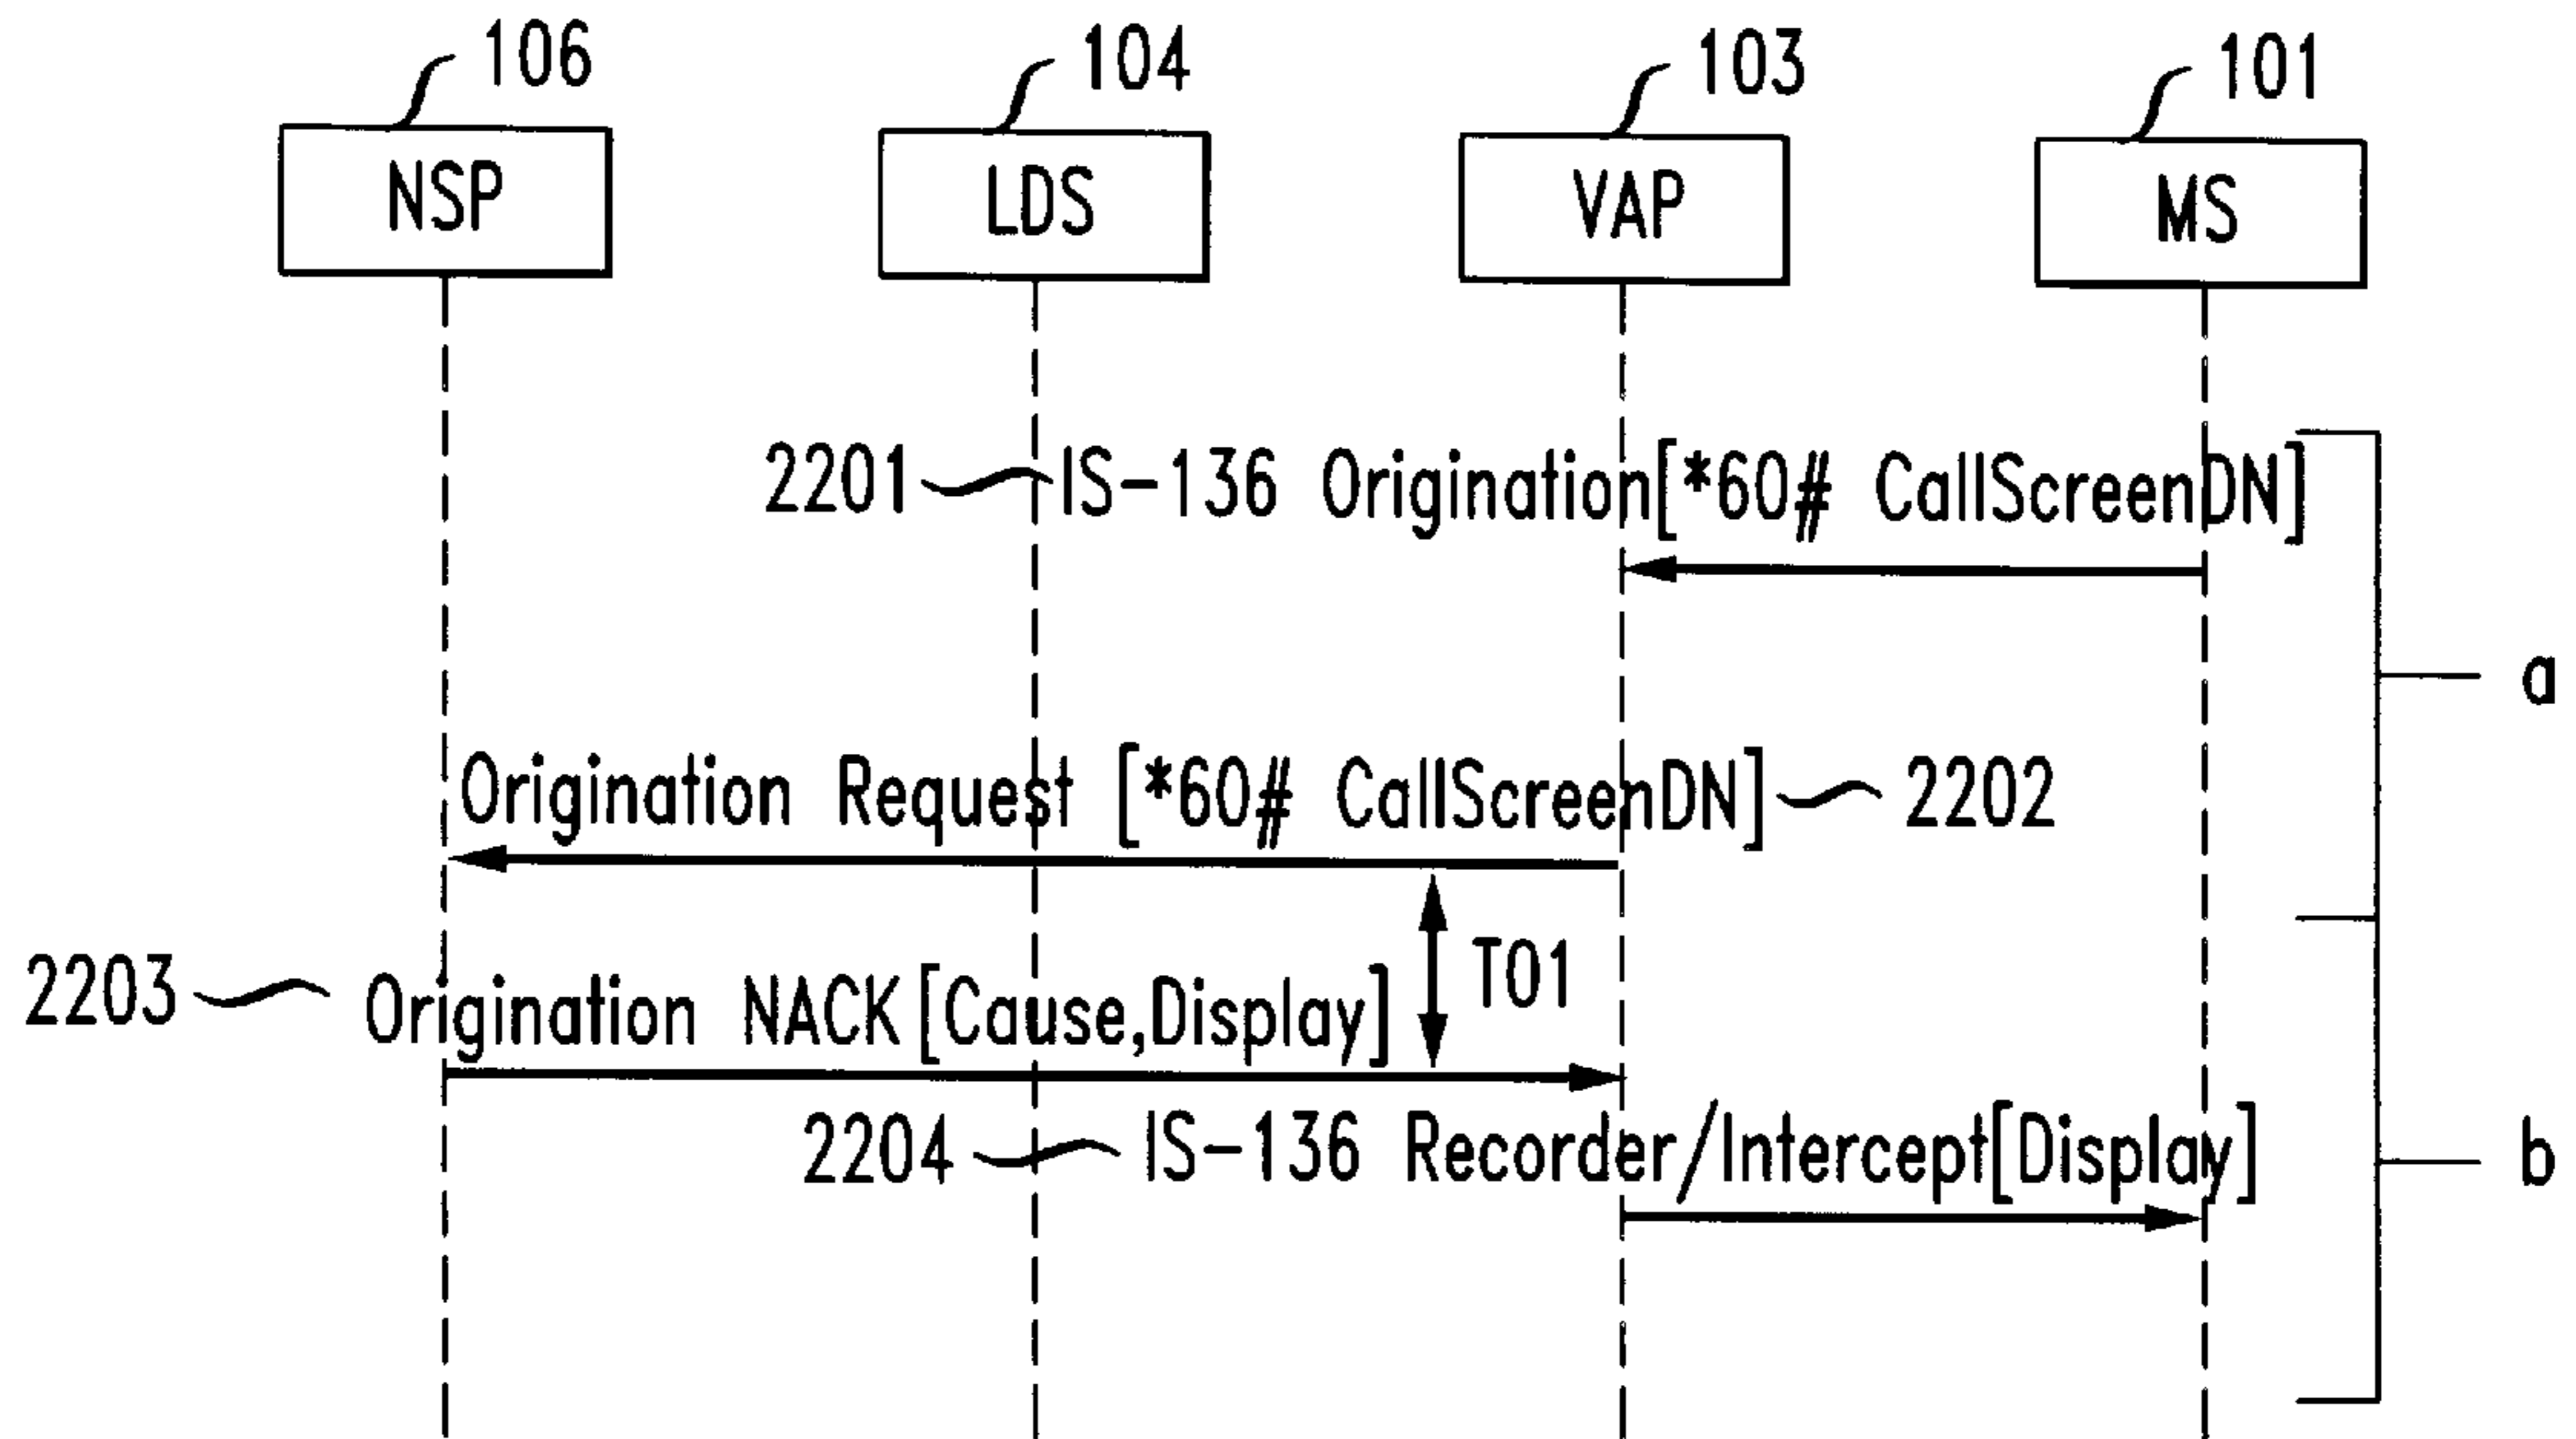 106 104 103 101
NSP LDS VAP MS
2201 IS-136 Origination[*60# CallScreenDN]
a
Origination Request [*60# CallScreenDN] 2202
T01
2203 Origination NACK[Cause,Display]
2204 IS-136 Recorder/Intercept[Display]
b